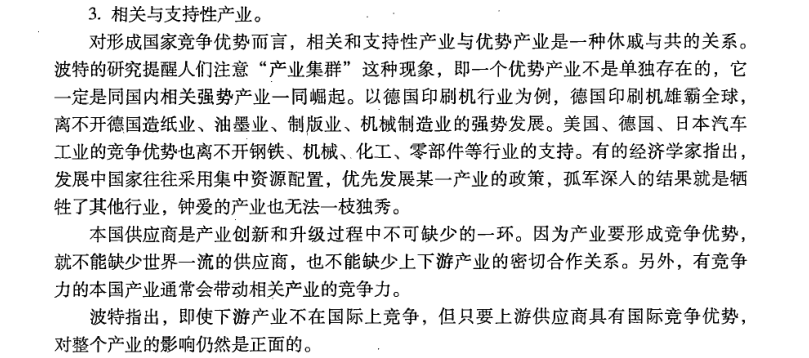 3. 相关与支持性产业。
对形成国家竞争优势而言，相关和支持性产业与优势产业是一种休戚与共的关系。
波特的研究提醒人们注意“产业集群”这种现象，即一个优势产业不是单独存在的，它
一定是同国内相关强势产业一同崛起。以德国印刷机行业为例，德国印刷机雄霸全球，
离不开德国造纸业、油墨业、制版业、机械制造业的强势发展。美国、德国、日本汽车
工业的竞争优势也离不开钢铁、机械、化工、零部件等行业的支持。有的经济学家指出，
发展中国家往往采用集中资源配置，优先发展某一产业的政策，孤军深入的结果就是牺
牲了其他行业，钟爱的产业也无法一枝独秀。
本国供应商是产业创新和升级过程中不可缺少的一环。因为产业要形成竞争优势，
就不能缺少世界一流的供应商，也不能缺少上下游产业的密切合作关系。另外，有竞争
力的本国产业通常会带动相关产业的竞争力。
波特指出，即使下游产业不在国际上竞争，但只要上游供应商具有国际竞争优势，
对整个产业的影响仍然是正面的。